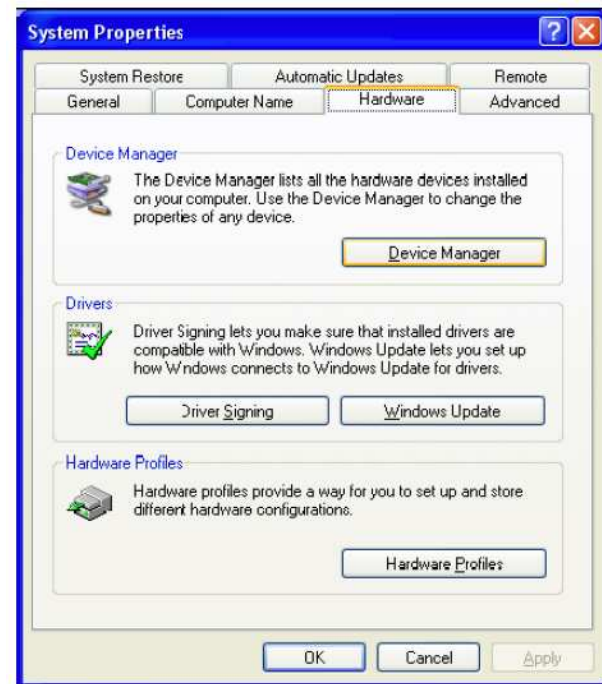 System Properties
System Restore Automatic Updates Remote
General Computer Name Hardware Advanced
Device Manager
The Device Manager lists all the hardware devices installed
on your computer. Use the Device Manager to change the
properties of any device.
Device Manager
Drivers
Driver Signing lets you make sure that installed drivers are
compatible with Windows. Windows Update lets you set up
how Windows connects to Windows Update for drivers.
Driver Signing Windows Update
Hardware Profiles
Hardware profiles provide a way for you to set up and store
different hardware configurations.
Hardware Profiles
OK Cancel Apply